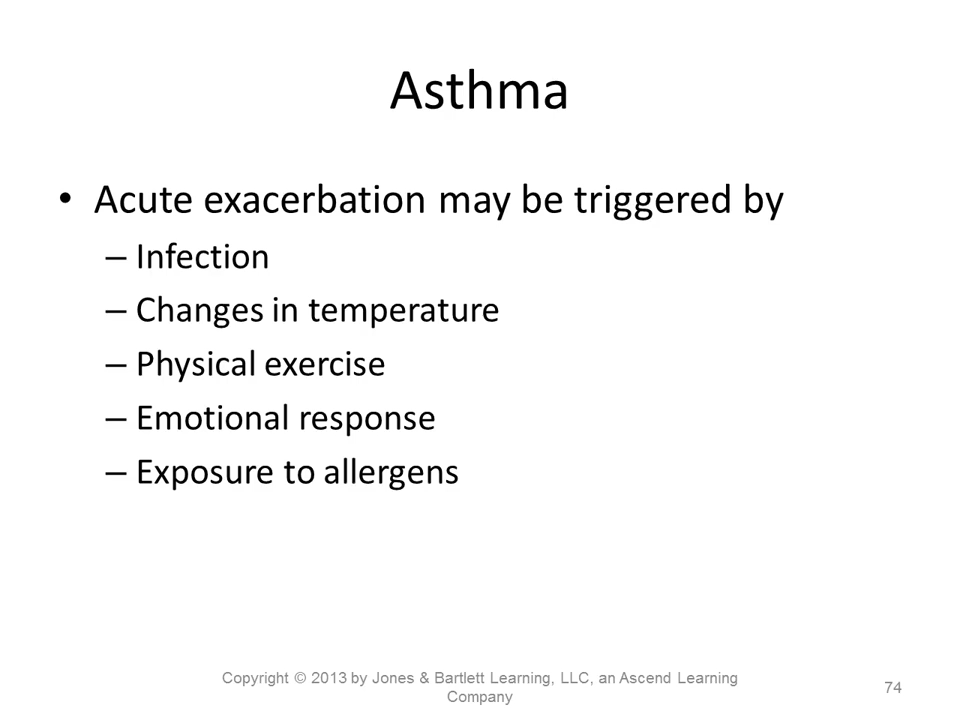 Asthma
• Acute exacerbation may be triggered by
– Infection
– Changes in temperature
– Physical exercise
– Emotional response
– Exposure to allergens
Copyright © 2013 by Jones & Bartlett Learning, LLC, an Ascend Learning
Company
74